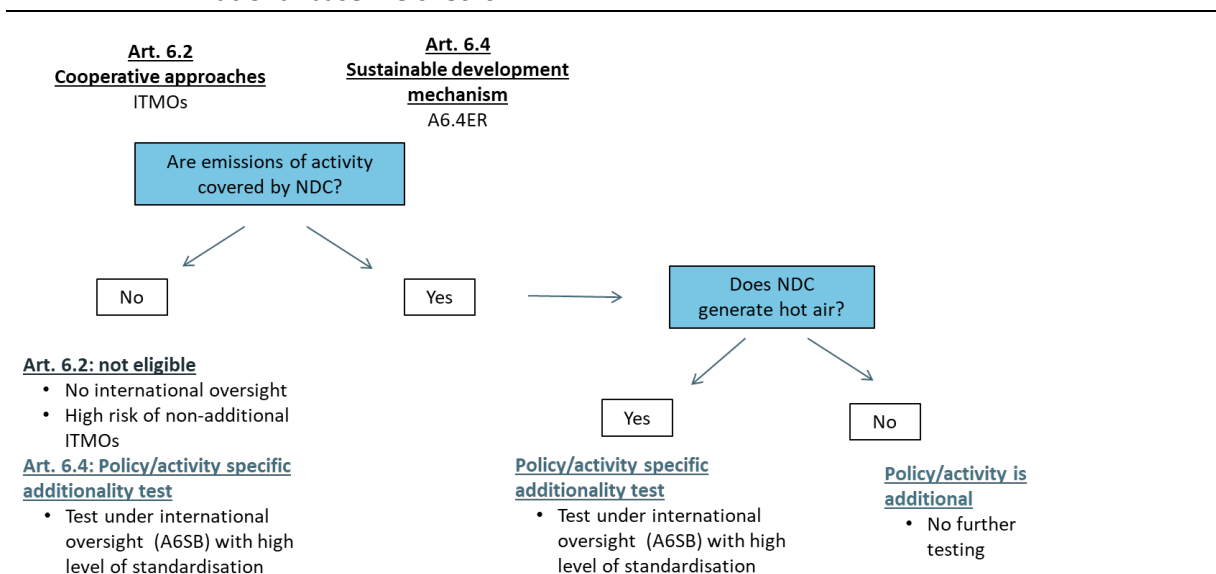 Art. 6.2
Cooperative approaches
ITMOs
Art. 6.4
Sustainable development
mechanism
A6.4ER
Are emissions of activity
covered by NDC?
No
Yes
Does NDC
generate hot air?
Art. 6.2: not eligible
• No international oversight
• High risk of non-additional
ITMOs
Art. 6.4: Policy/activity specific
additionality test
• Test under international
oversight (A6SB) with high
level of standardisation
Yes
No
Policy/activity specific
additionality test
• Test under international
oversight (A6SB) with high
level of standardisation
Policy/activity is
additional
• No further
testing